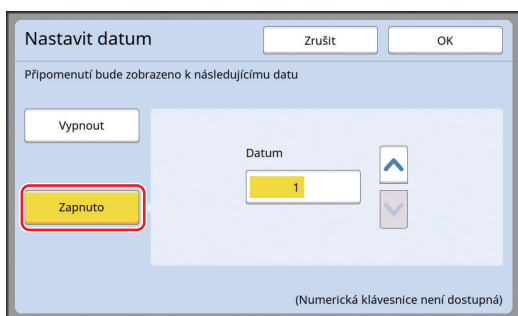 Nastavit datum
Zrušit
OK
Připomenutí bude zobrazeno k následujícímu datu
Vypnout
Datum
1
Zapnuto
(Numerická klávesnice není dostupná)